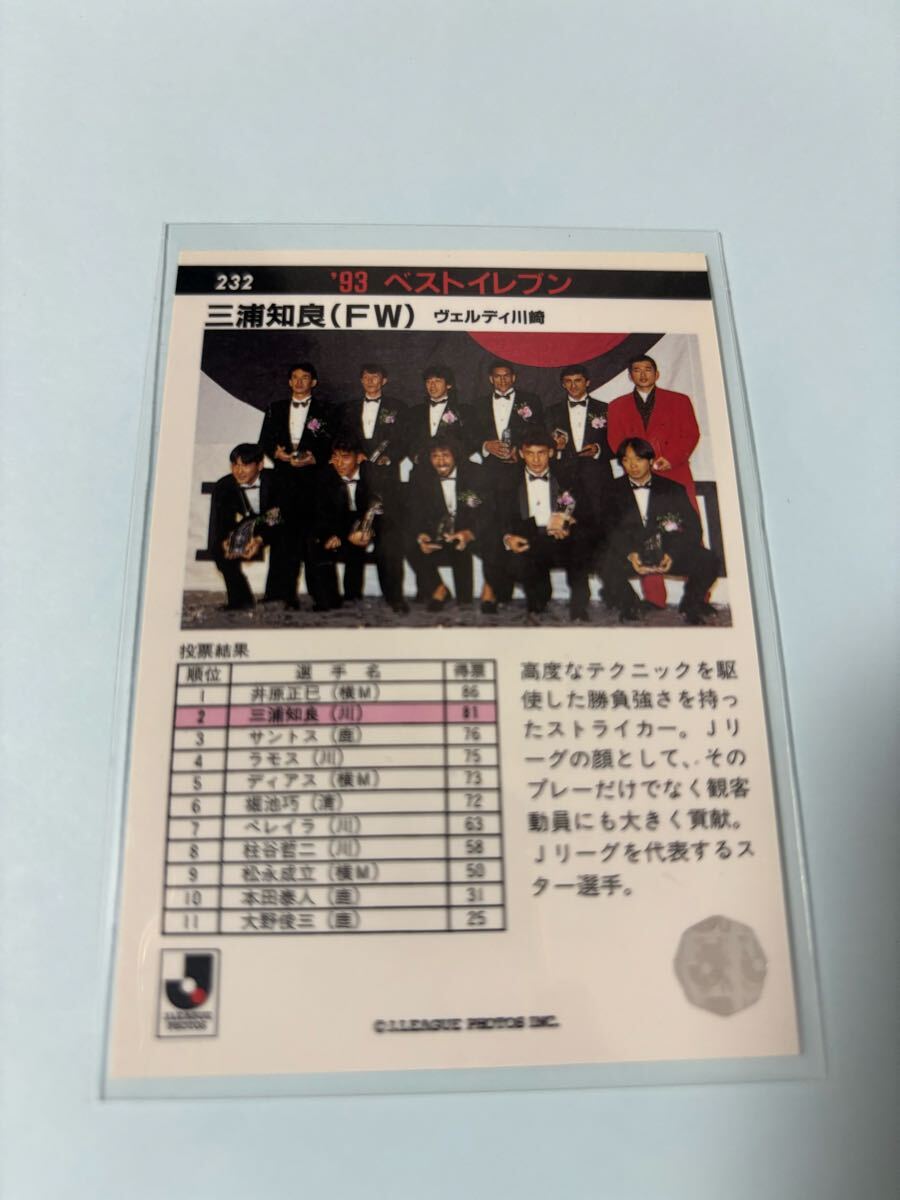 232 '93 ベストイレブン
三浦知良(FW) ヴェルディ川崎
投票結果
順位 選手名 得票
1 井原正巳(横M) 86
2 三浦知良(川) 81
3 サントス(鹿) 76
4 ラモス(川) 75
5 ディアス(横M) 73
6 堀池巧(清) 72
7 ペレイラ(川) 63
8 柱谷哲二(川) 58
9 松永成立(横M) 50
10 本田泰人(鹿) 31
11 大野俊三(鹿) 25
高度なテクニックを駆
使した勝負強さを持っ
たストライカー。Jリ
ーグの顔として、そ の
プレーだけでなく観客
動員にも大きく貢献。
Jリーグを代表するス
ター選手。
J.LEAGUE
PHOTOS
©J.LEAGUE PHOTOS INC.